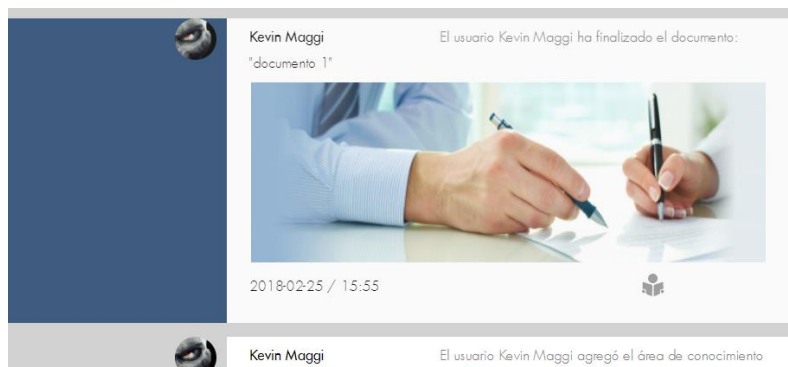 Kevin Maggi El usuario Kevin Maggi ha finalizado el documento:
"documento 1"
2018-02-25 / 15:55
Kevin Maggi El usuario Kevin Maggi agregó el área de conocimiento